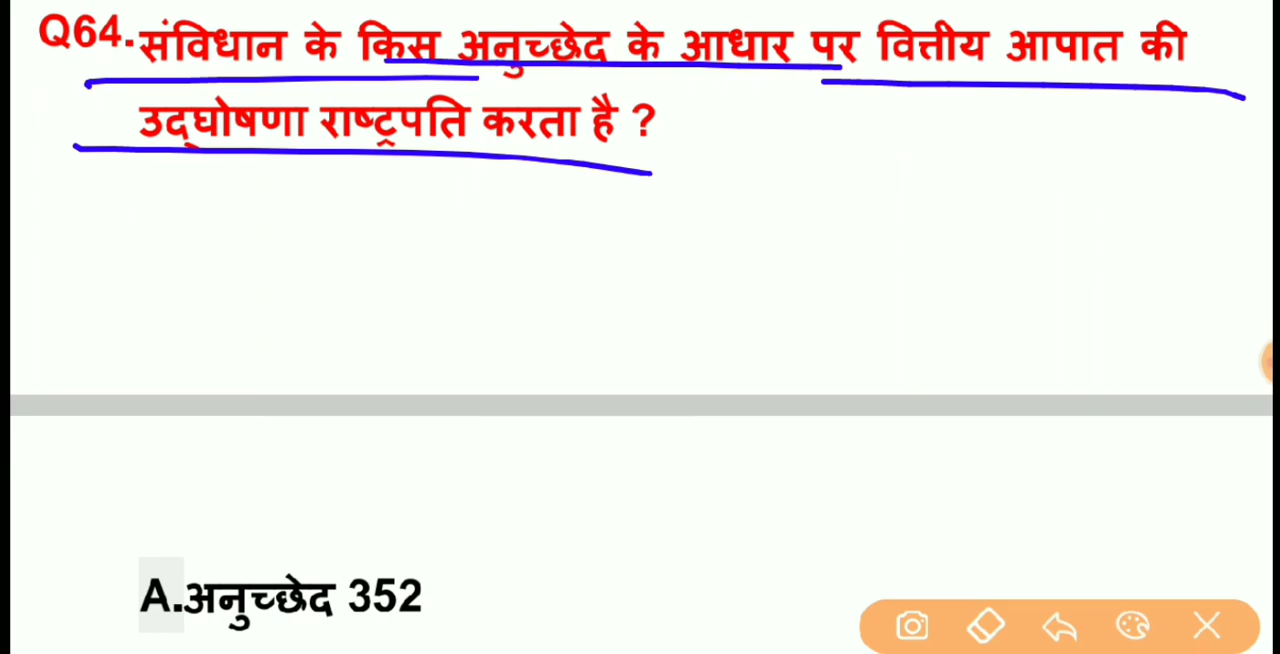 Q64. संविधान के किस अनुच्छेद के आधार पर वित्तीय आपात की
उद्घोषणा राष्ट्रपति करता है ?
A.अनुच्छेद 352